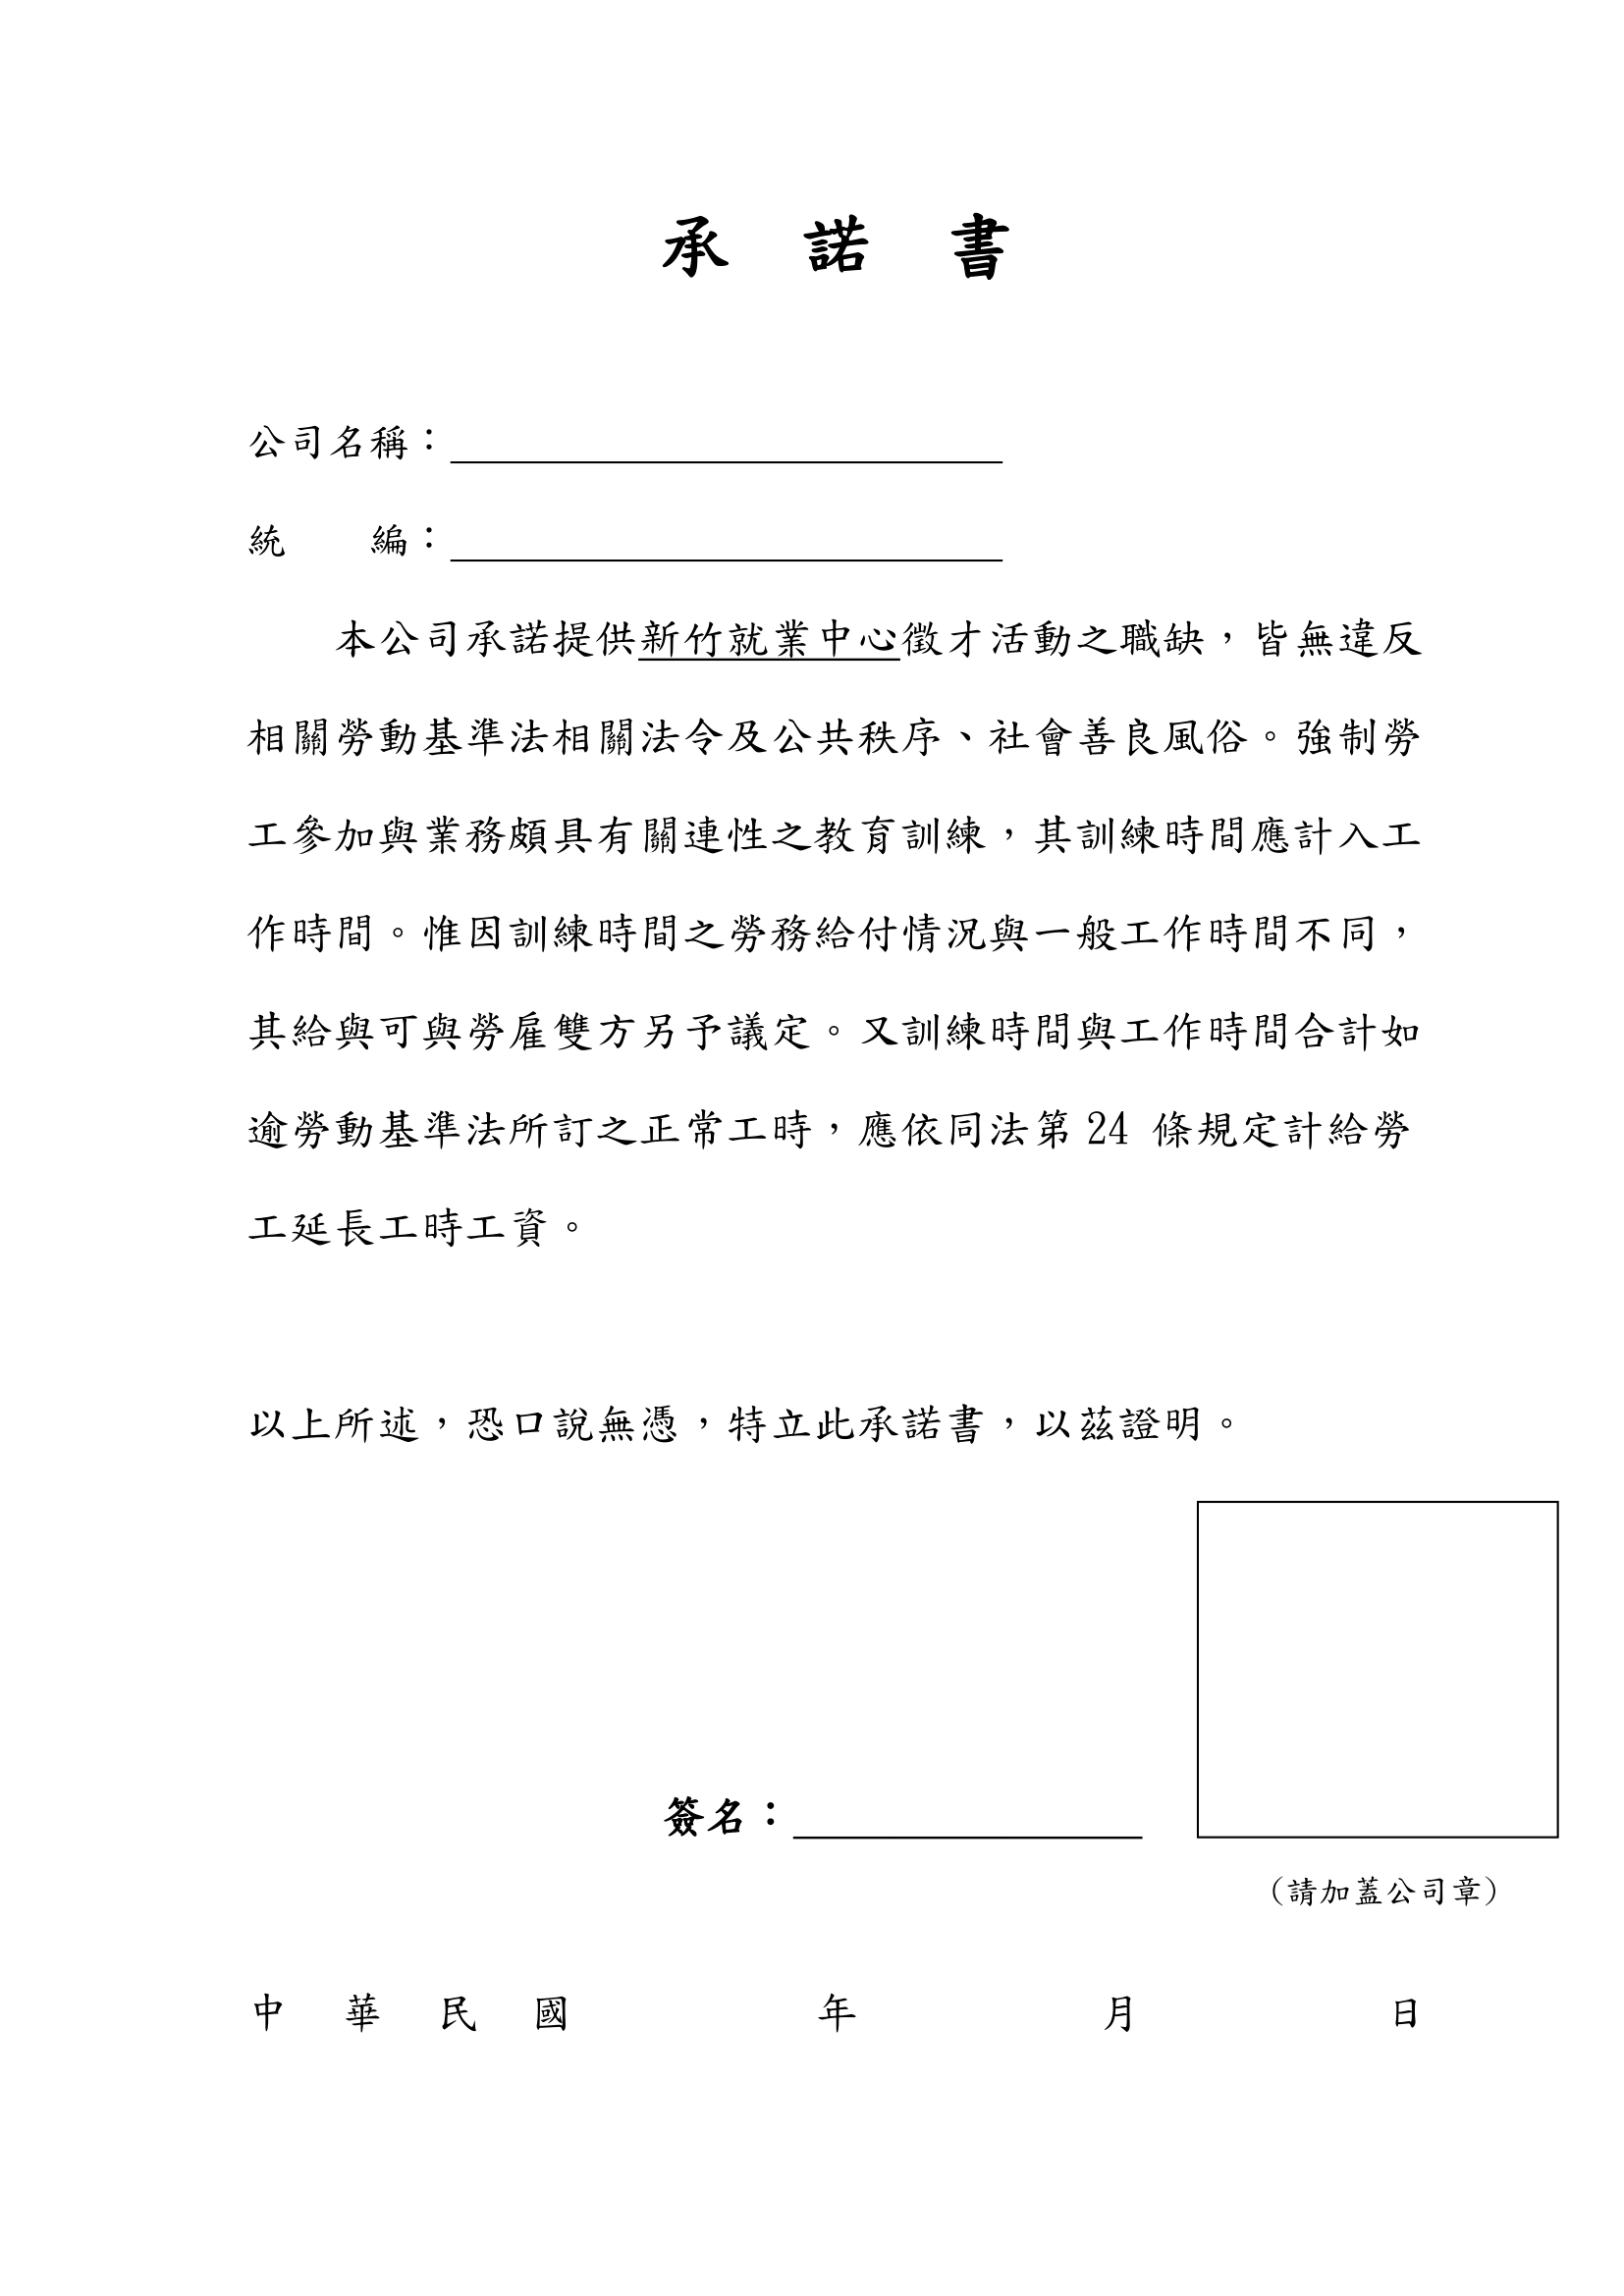 承 諾 書
公司名稱：
統 編：
本公司承諾提供新竹就業中心徵才活動之職缺，皆無違反
相關勞動基準法相關法令及公共秩序、社會善良風俗。強制勞
工參加與業務頗具有關連性之教育訓練，其訓練時間應計入工
作時間。惟因訓練時間之勞務給付情況與一般工作時間不同，
其給與可與勞雇雙方另予議定。又訓練時間與工作時間合計如
逾勞動基準法所訂之正常工時，應依同法第 24 條規定計給勞
工延長工時工資。
以上所述，恐口說無憑，特立此承諾書，以茲證明。
簽名：
（請加蓋公司章）
中 華 民 國 年 月 日